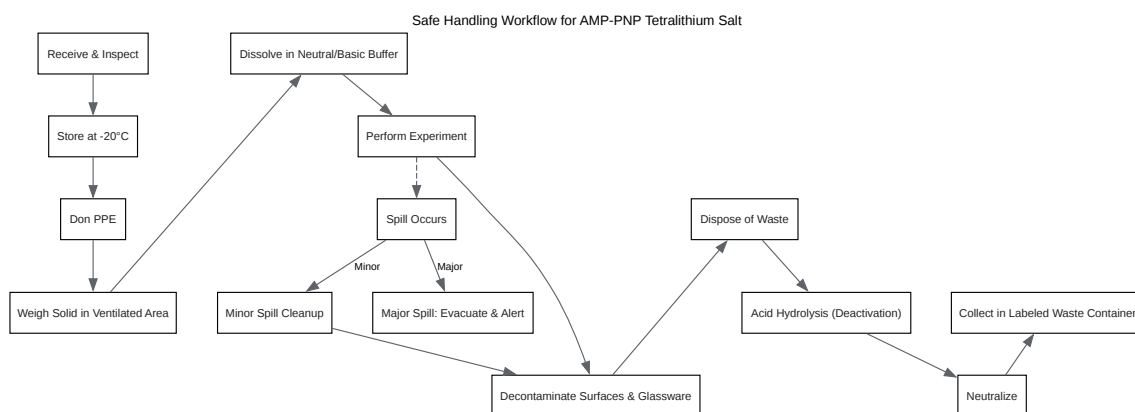 Safe Handling Workflow for AMP-PNP Tetralithium Salt
Receive & Inspect
Store at -20°C
Don PPE
Weigh Solid in Ventilated Area
Dissolve in Neutral/Basic Buffer
Perform Experiment
Spill Occurs
Minor
Major
Minor Spill Cleanup
Major Spill: Evacuate & Alert
Decontaminate Surfaces & Glassware
Dispose of Waste
Acid Hydrolysis (Deactivation)
Neutralize
Collect in Labeled Waste Container